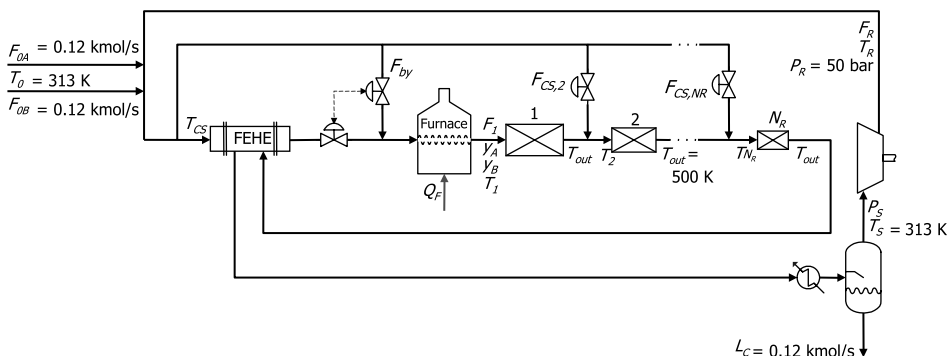 F0A = 0.12 kmol/s
T0 = 313 K
F0B = 0.12 kmol/s
FR
TR
PR = 50 bar
Fby
FCS,2
FCS,NR
TCS
FEHE
Furnace
QF
F1
yA
yB
T1
1
Tout
T2
2
Tout =
500 K
TNR
NR
Tout
PS
TS = 313 K
LC = 0.12 kmol/s